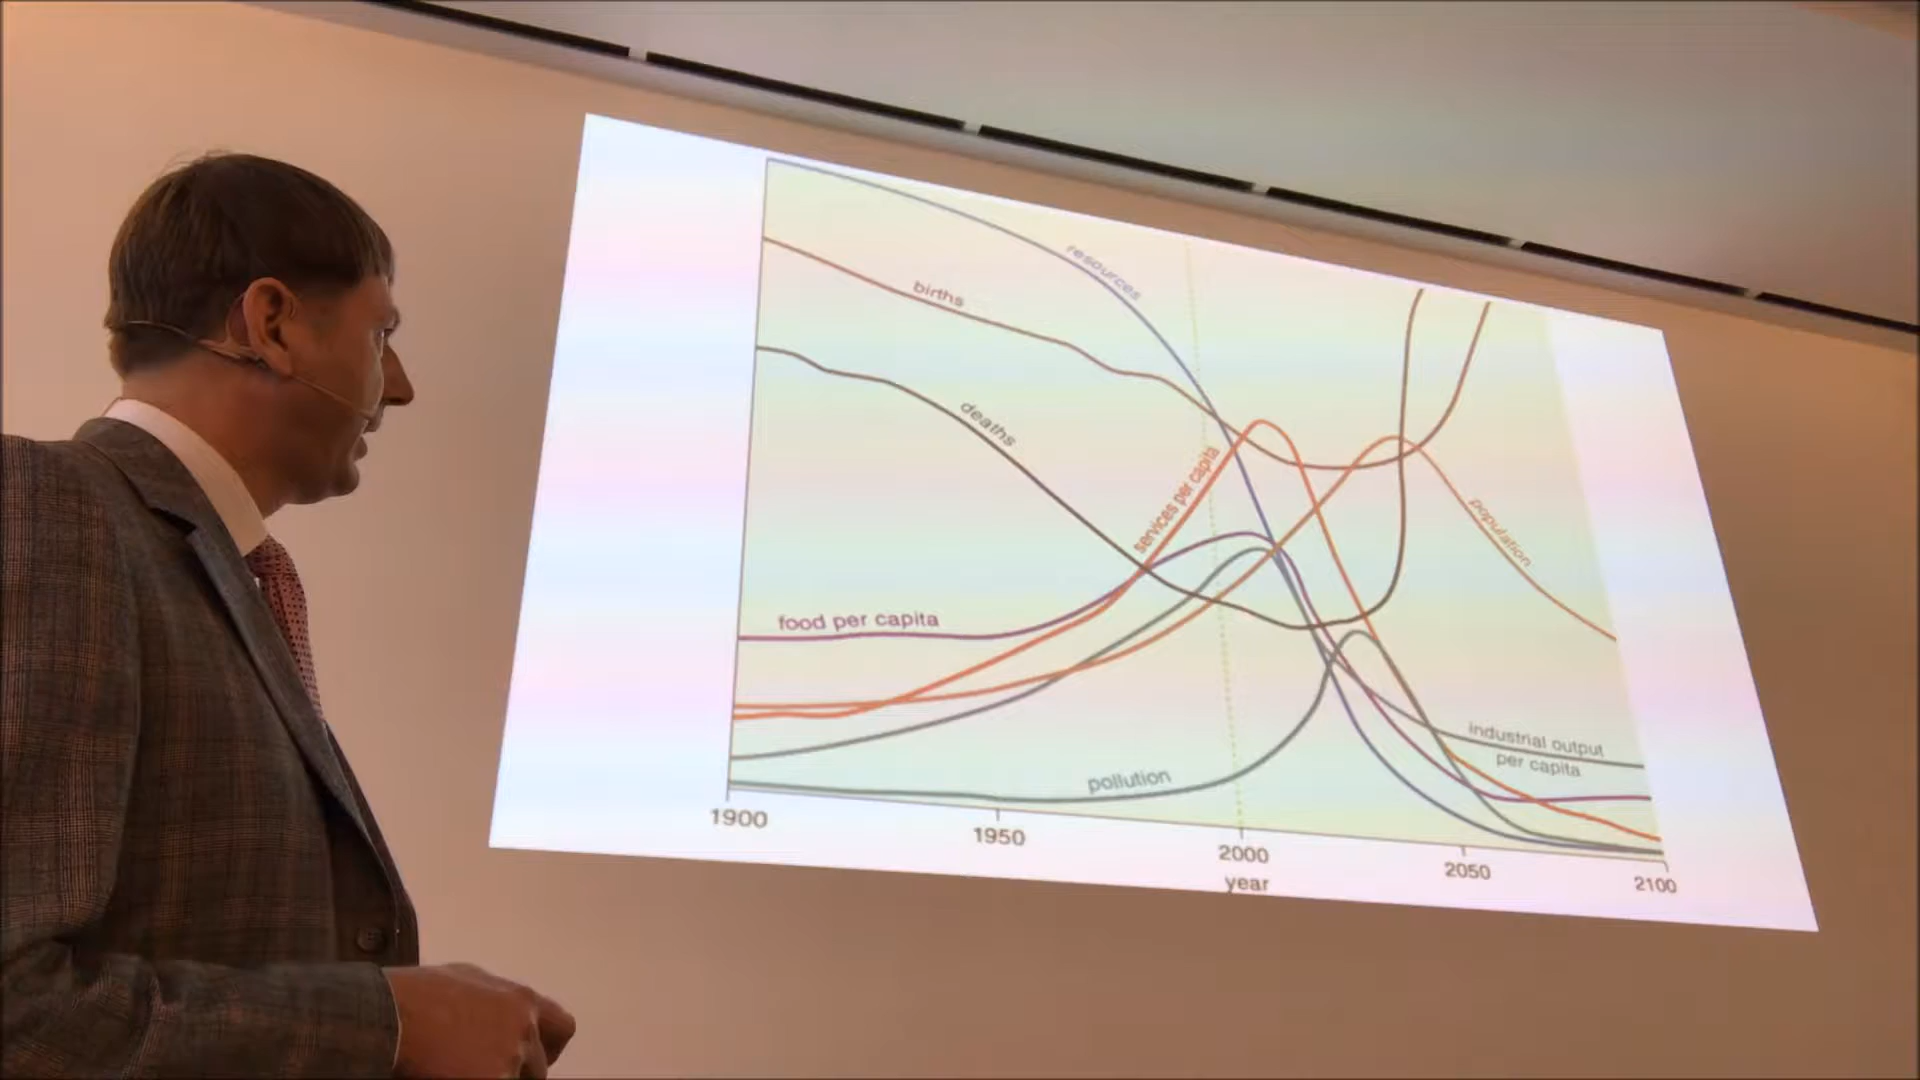 resources
births
deaths
services per capita
population
food per capita
industrial output
per capita
pollution
1900
1950
2000
2050
2100
year